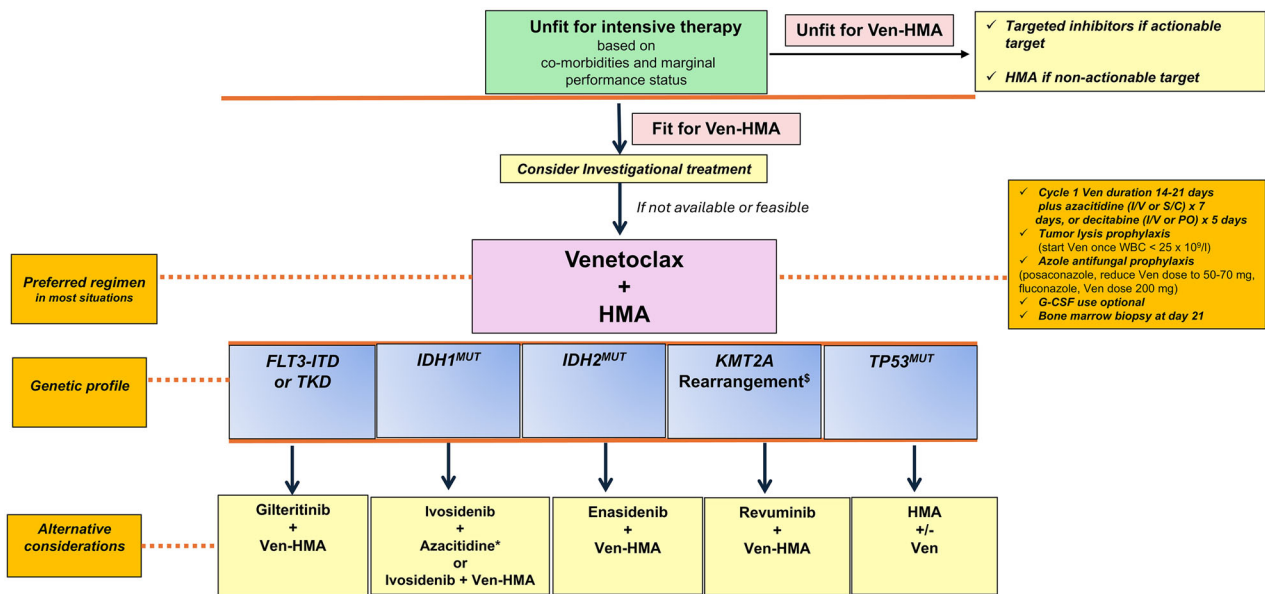 Unfit for intensive therapy
based on
co-morbidities and marginal
performance status
Unfit for Ven-HMA
✓ Targeted inhibitors if actionable
target
✓ HMA if non-actionable target
Fit for Ven-HMA
Consider Investigational treatment
If not available or feasible
✓ Cycle 1 Ven duration 14-21 days
plus azacitidine (I/V or S/C) x 7
days, or decitabine (I/V or PO) x 5 days
✓ Tumor lysis prophylaxis
(start Ven once WBC < 25 x 10⁹/l)
✓ Azole antifungal prophylaxis
(posaconazole, reduce Ven dose to 50-70 mg,
fluconazole, Ven dose 200 mg)
✓ G-CSF use optional
✓ Bone marrow biopsy at day 21
Preferred regimen
in most situations
Venetoclax
+
HMA
Genetic profile
FLT3-ITD
or TKD
IDH1ᴹᵁᵀ
IDH2ᴹᵁᵀ
KMT2A
Rearrangement$
TP53ᴹᵁᵀ
Alternative
considerations
Gilteritinib
+
Ven-HMA
Ivosidenib
+
Azacitidine*
or
Ivosidenib + Ven-HMA
Enasidenib
+
Ven-HMA
Revuminib
+
Ven-HMA
HMA
+/-
Ven